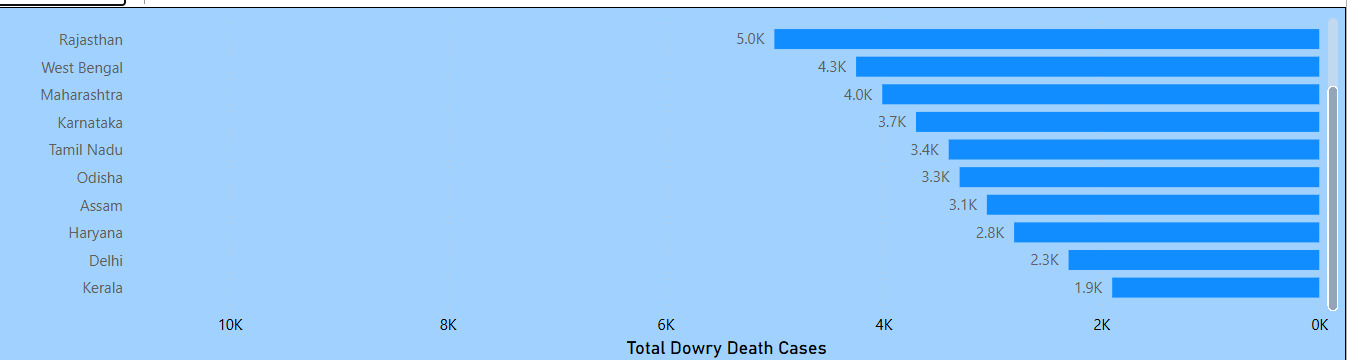 Rajasthan 5.0K
West Bengal 4.3K
Maharashtra 4.0K
Karnataka 3.7K
Tamil Nadu 3.4K
Odisha 3.3K
Assam 3.1K
Haryana 2.8K
Delhi 2.3K
Kerala 1.9K
10K 8K 6K 4K 2K 0K
Total Dowry Death Cases